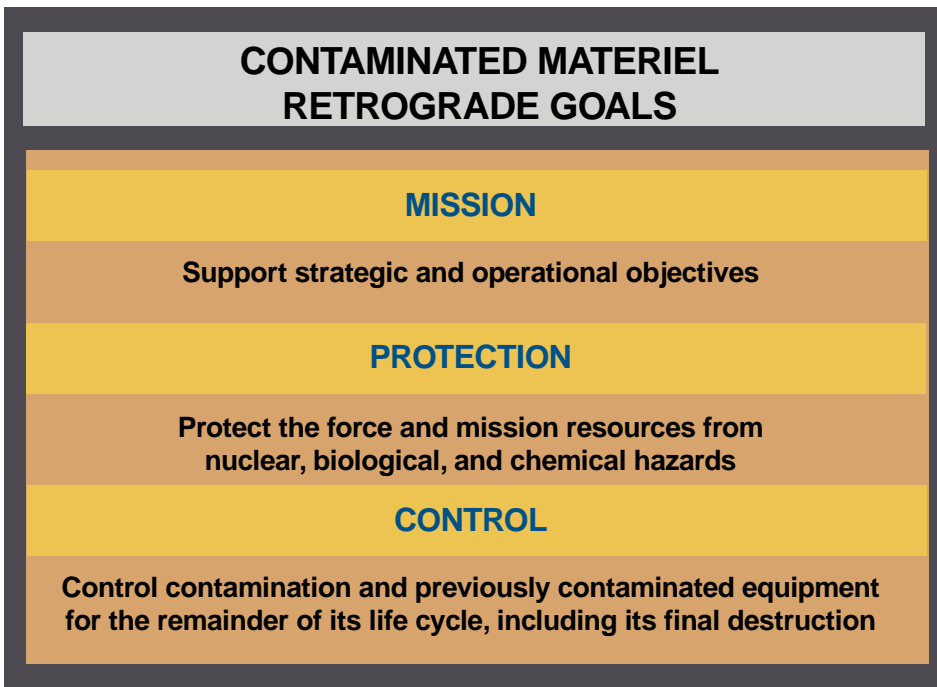 CONTAMINATED MATERIEL
RETROGRADE GOALS
MISSION
Support strategic and operational objectives
PROTECTION
Protect the force and mission resources from
nuclear, biological, and chemical hazards
CONTROL
Control contamination and previously contaminated equipment
for the remainder of its life cycle, including its final destruction